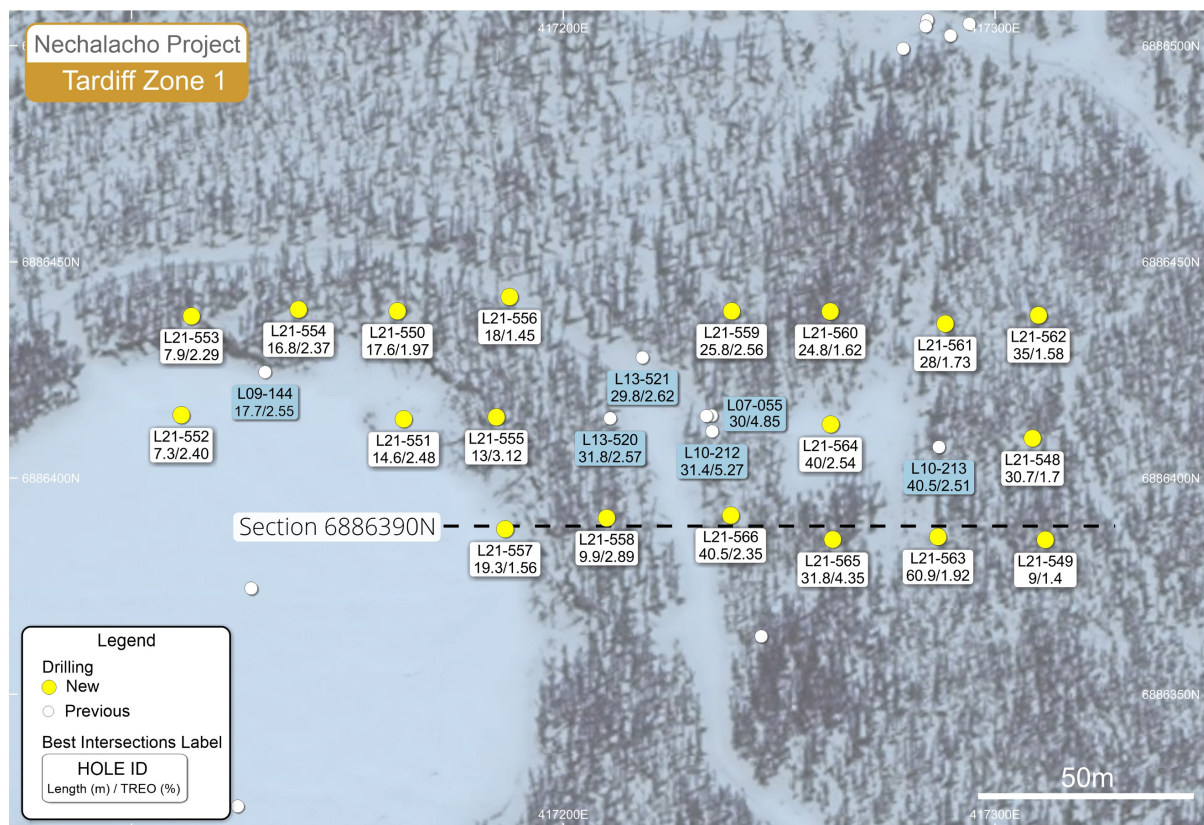 417200E
417300E
Nechalacho Project
Tardiff Zone 1
6886500N
6886450N
6886450N
L21-553
7.9/2.29
L21-554
16.8/2.37
L21-550
17.6/1.97
L21-556
18/1.45
L21-559
25.8/2.56
L21-560
24.8/1.62
L21-561
28/1.73
L21-562
35/1.58
L09-144
17.7/2.55
L13-521
29.8/2.62
L07-055
30/4.85
L21-552
7.3/2.40
L21-551
14.6/2.48
L21-555
13/3.12
L13-520
31.8/2.57
L10-212
31.4/5.27
L21-564
40/2.54
L10-213
40.5/2.51
L21-548
30.7/1.7
6886400N
6886400N
Section 6886390N
L21-557
19.3/1.56
L21-558
9.9/2.89
L21-566
40.5/2.35
L21-565
31.8/4.35
L21-563
60.9/1.92
L21-549
9/1.4
Legend
Drilling
New
Previous
Best Intersections Label
HOLE ID
Length (m) / TREO (%)
6886350N
50m
417200E
417300E